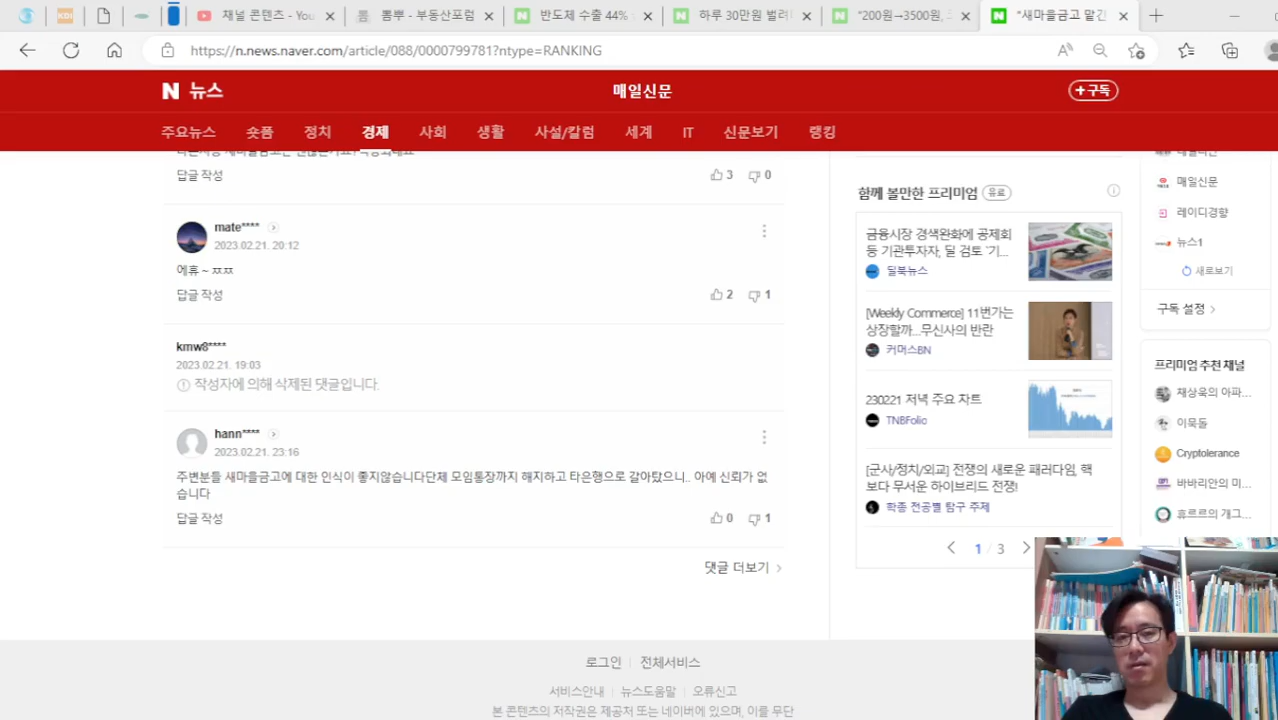 채널 콘텐츠 - You
뽐뿌 - 부동산포럼
반도체 수출 44%
하루 30만원 벌려
"200원→3500원,
"새마을금고 맡긴
https://n.news.naver.com/article/088/0000799781?ntype=RANKING
N 뉴스
매일신문
+ 구독
주요뉴스 숏폼 정치 경제 사회 생활 사설/칼럼 세계 IT 신문보기 랭킹
답글 작성
3 0
mate****
2023.02.21. 20:12
에휴 ~ ㅉㅉ
답글 작성
2 1
kmw8****
2023.02.21. 19:03
작성자에 의해 삭제된 댓글입니다.
hann****
2023.02.21. 23:16
주변분들 새마을금고에 대한 인식이 좋지않습니다단체 모임통장까지 해지하고 타은행으로 갈아탔으니.. 아예 신뢰가 없
습니다
답글 작성
0 1
댓글 더보기
함께 볼만한 프리미엄 유료
금융시장 경색완화에 공제회
등 기관투자자, 딜 검토 '기...
딜북뉴스
[Weekly Commerce] 11번가는
상장할까...무신사의 반란
커머스BN
230221 저녁 주요 차트
TNBFolio
[군사/정치/외교] 전쟁의 새로운 패러다임, 핵
보다 무서운 하이브리드 전쟁!
학종 전공별 탐구 주제
1 / 3
매일신문
레이디경향
뉴스1
새로보기
구독 설정
프리미엄 추천 채널
재상욱의 아파...
이묵돌
Cryptolerance
바바리안의 미...
휴르르의 개그...
로그인 전체서비스
서비스안내 뉴스도움말 오류신고
본 콘텐츠의 저작권은 제공처 또는 네이버에 있으며, 이를 무단